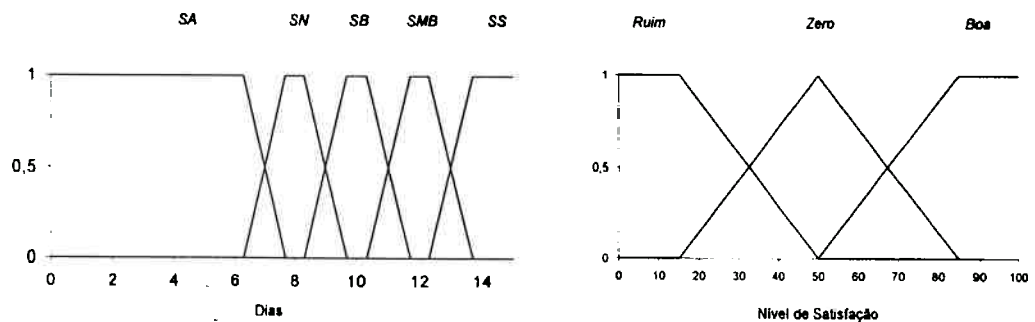 SA SN SB SMB SS
1
0,5
0
0 2 4 6 8 10 12 14
Dias
Ruim Zero Boa
1
0,5
0
0 10 20 30 40 50 60 70 80 90 100
Nível de Satisfação